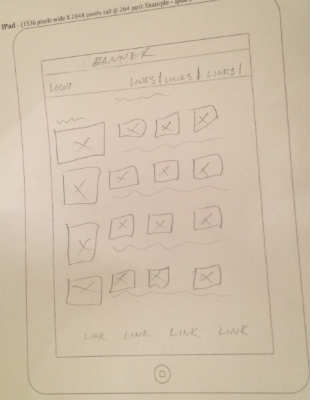 iPad - (1536 pixels wide X 2048 pixels tall @ 264 ppi) Example - iPad
BANNER
LOGO LINKS | LINKS | LINKS |
LINK LINK LINK LINK